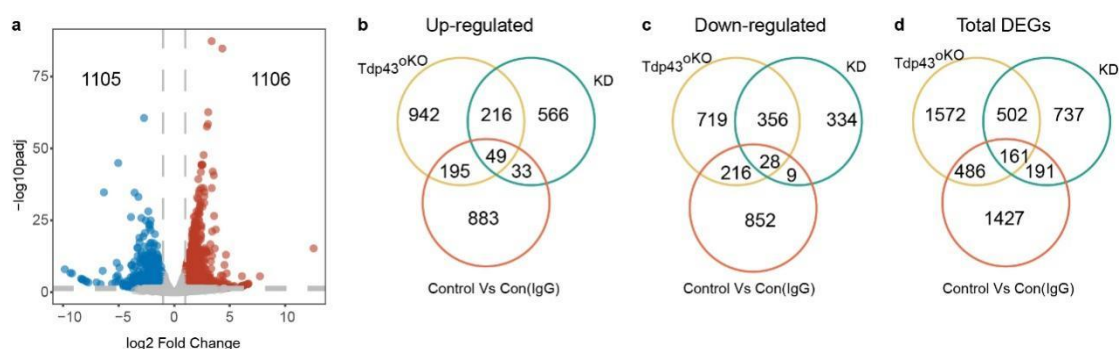 a
1105
1106
75
50
25
0
−log10padj
−10
−5
0
5
10
log2 Fold Change
b
Up-regulated
Tdp43oKO
KD
942
216
566
49
195
33
883
Control Vs Con(IgG)
c
Down-regulated
Tdp43oKO
KD
719
356
334
28
216
9
852
Control Vs Con(IgG)
d
Total DEGs
Tdp43oKO
KD
1572
502
737
161
486
191
1427
Control Vs Con(IgG)